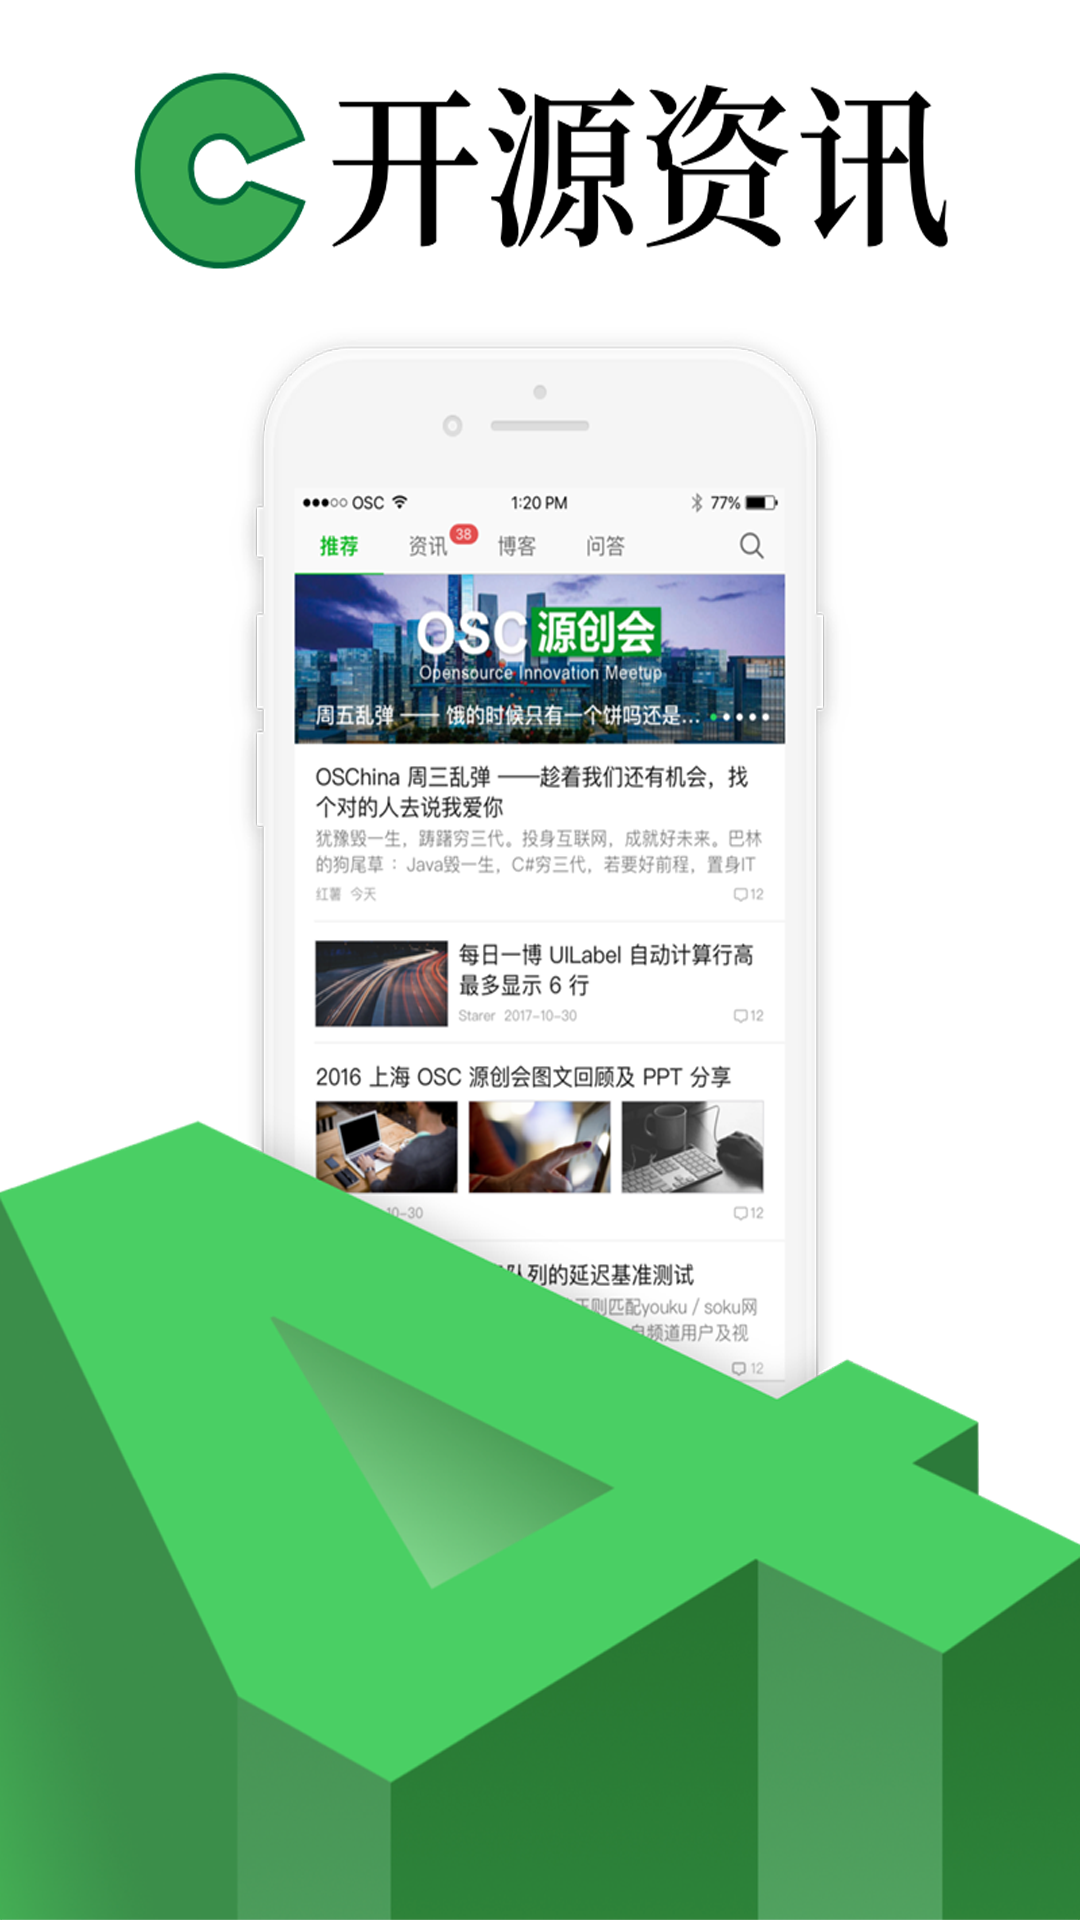 C 开源资讯
OSC 1:20 PM 77%
推荐 资讯 38 博客 问答
OSC 源创会
Opensource Innovation Meetup
周五乱弹 —— 饿的时候只有一个饼吗还是...
OSChina 周三乱弹 ——趁着我们还有机会，找
个对的人去说我爱你
犹豫毁一生，踌躇穷三代。投身互联网，成就好未来。巴林
的狗尾草 ：Java毁一生，C#穷三代，若要好前程，置身IT
红薯 今天 12
每日一博 UILabel 自动计算行高
最多显示 6 行
Starer 2017-10-30 12
2016 上海 OSC 源创会图文回顾及 PPT 分享
10-30 12
队列的延迟基准测试
正则匹配youku / soku网
自频道用户及视
12
4